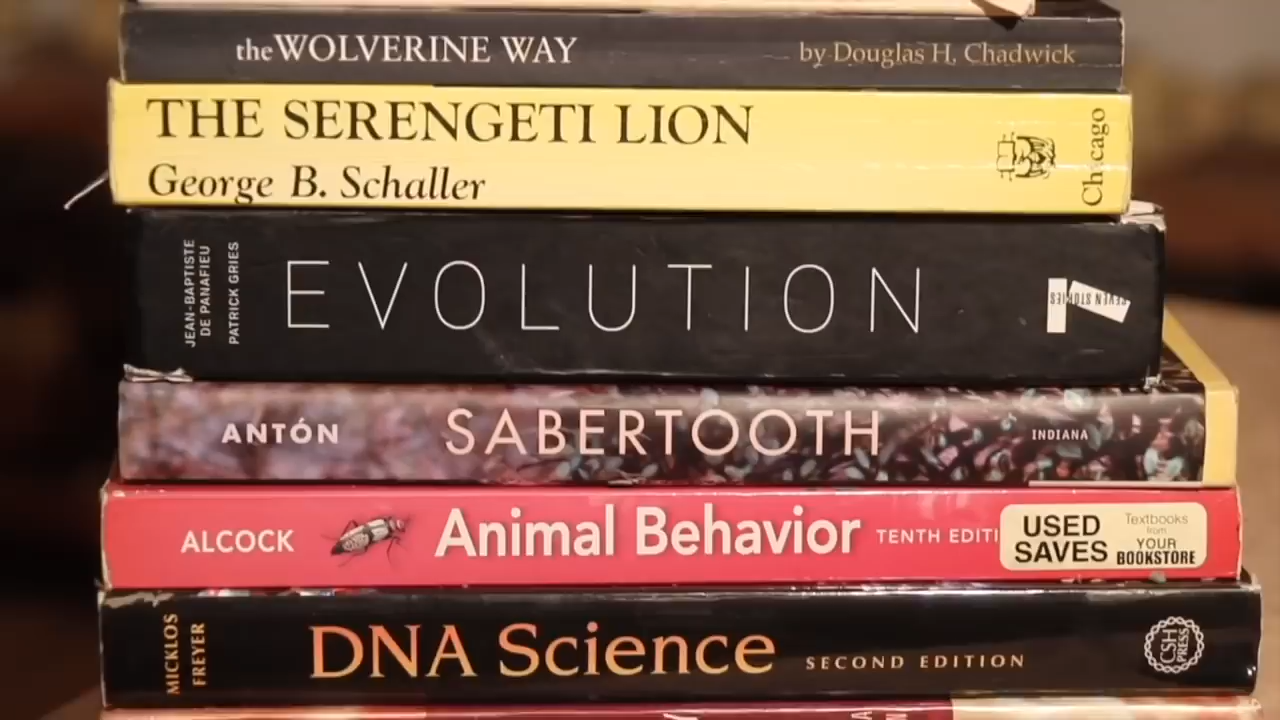 the WOLVERINE WAY
by Douglas H. Chadwick
THE SERENGETI LION
George B. Schaller
Chicago
JEAN-BAPTISTE
DE PANAFIEU
PATRICK GRIES
EVOLUTION
SEVEN STORIES
ANTÓN
SABERTOOTH
INDIANA
ALCOCK
Animal Behavior
TENTH EDITI
USED
SAVES
Textbooks
from
YOUR
BOOKSTORE
MICKLOS
FREYER
DNA Science
SECOND EDITION
CSH
PRESS